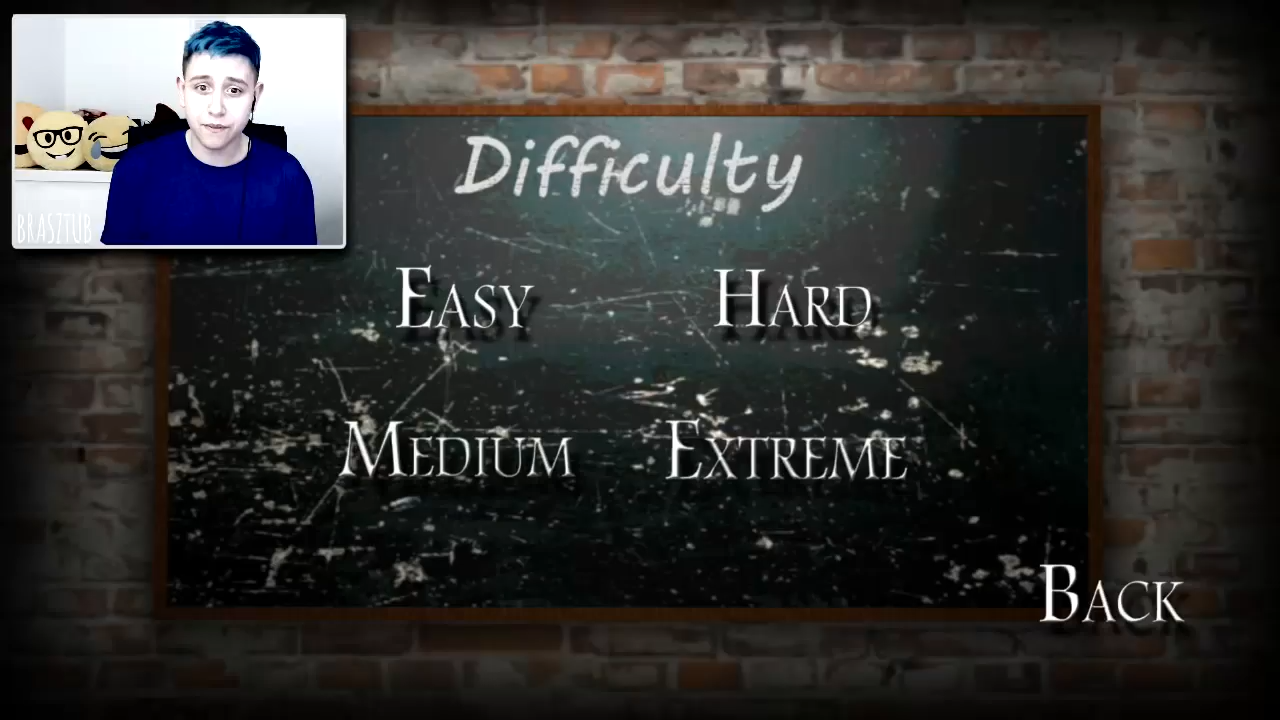 Difficulty
EASY HARD
MEDIUM EXTREME
BACK
BRASZTUB